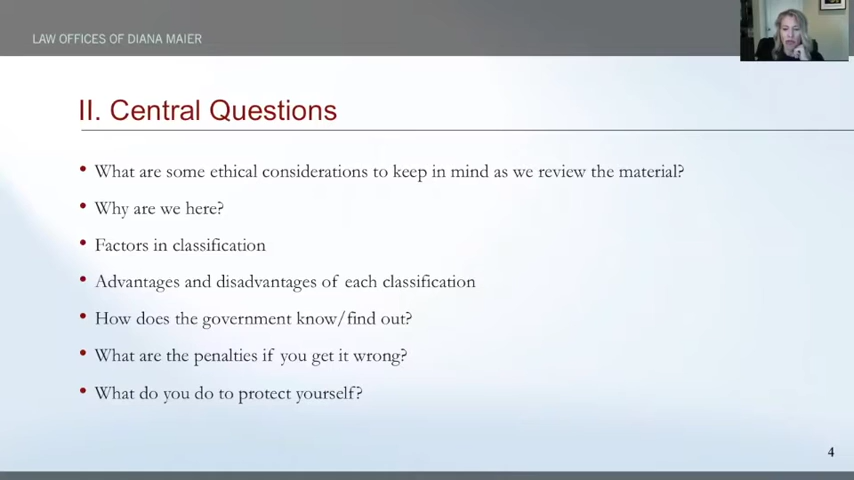 LAW OFFICES OF DIANA MAIER
II. Central Questions
• What are some ethical considerations to keep in mind as we review the material?
• Why are we here?
• Factors in classification
• Advantages and disadvantages of each classification
• How does the government know/find out?
• What are the penalties if you get it wrong?
• What do you do to protect yourself?
4